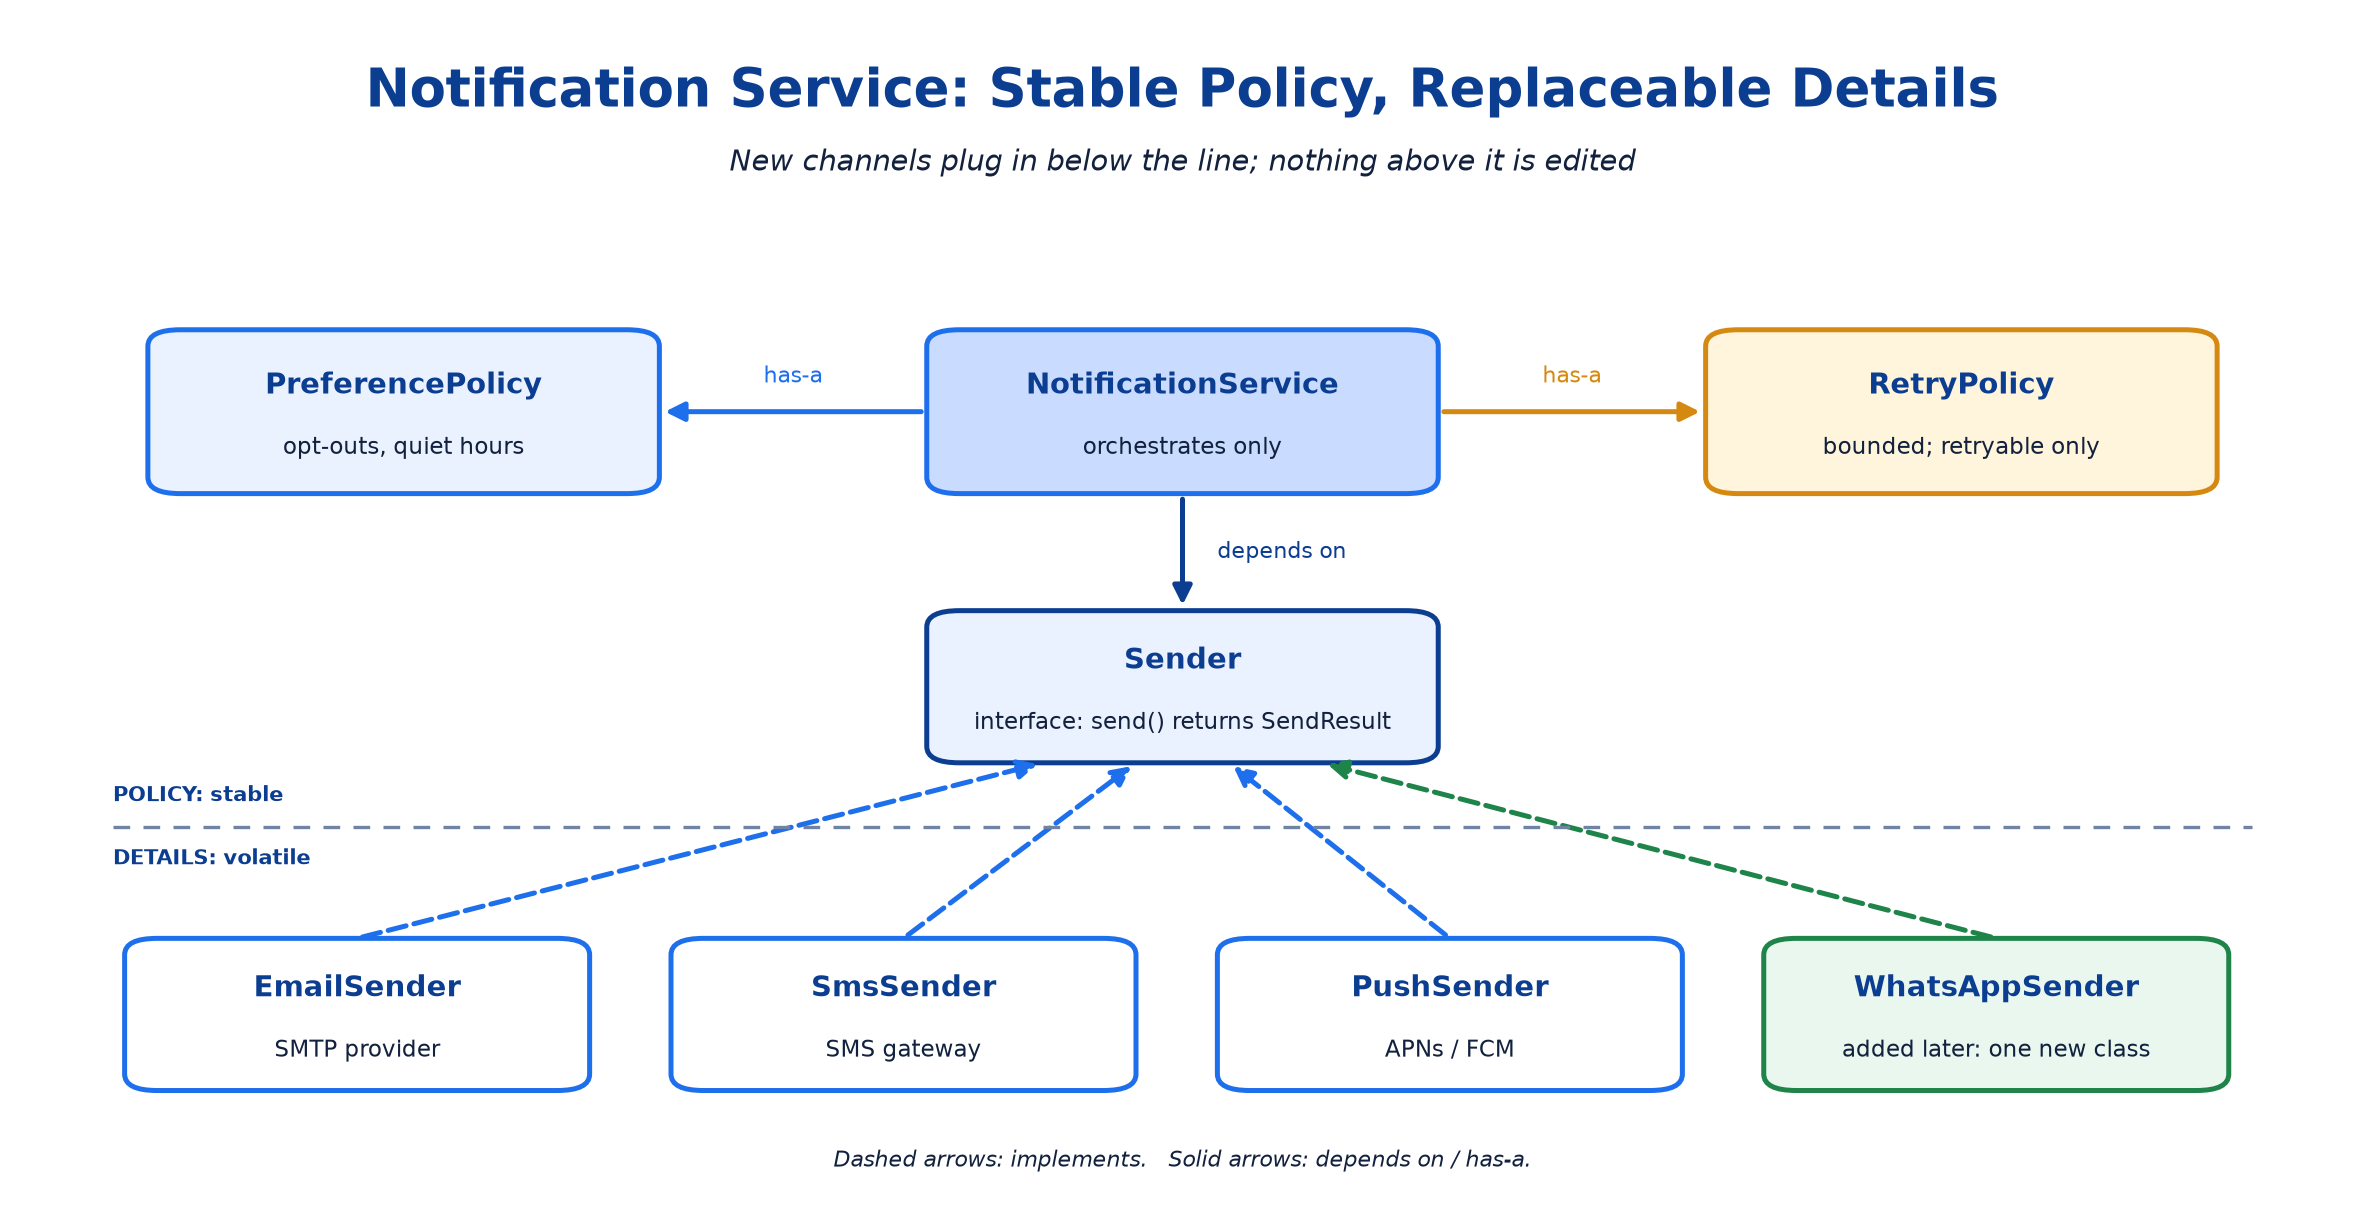 Notification Service: Stable Policy, Replaceable Details
New channels plug in below the line; nothing above it is edited
PreferencePolicy
opt-outs, quiet hours
has-a
NotificationService
orchestrates only
has-a
RetryPolicy
bounded; retryable only
depends on
Sender
interface: send() returns SendResult
POLICY: stable
DETAILS: volatile
EmailSender
SMTP provider
SmsSender
SMS gateway
PushSender
APNs / FCM
WhatsAppSender
added later: one new class
Dashed arrows: implements.   Solid arrows: depends on / has-a.